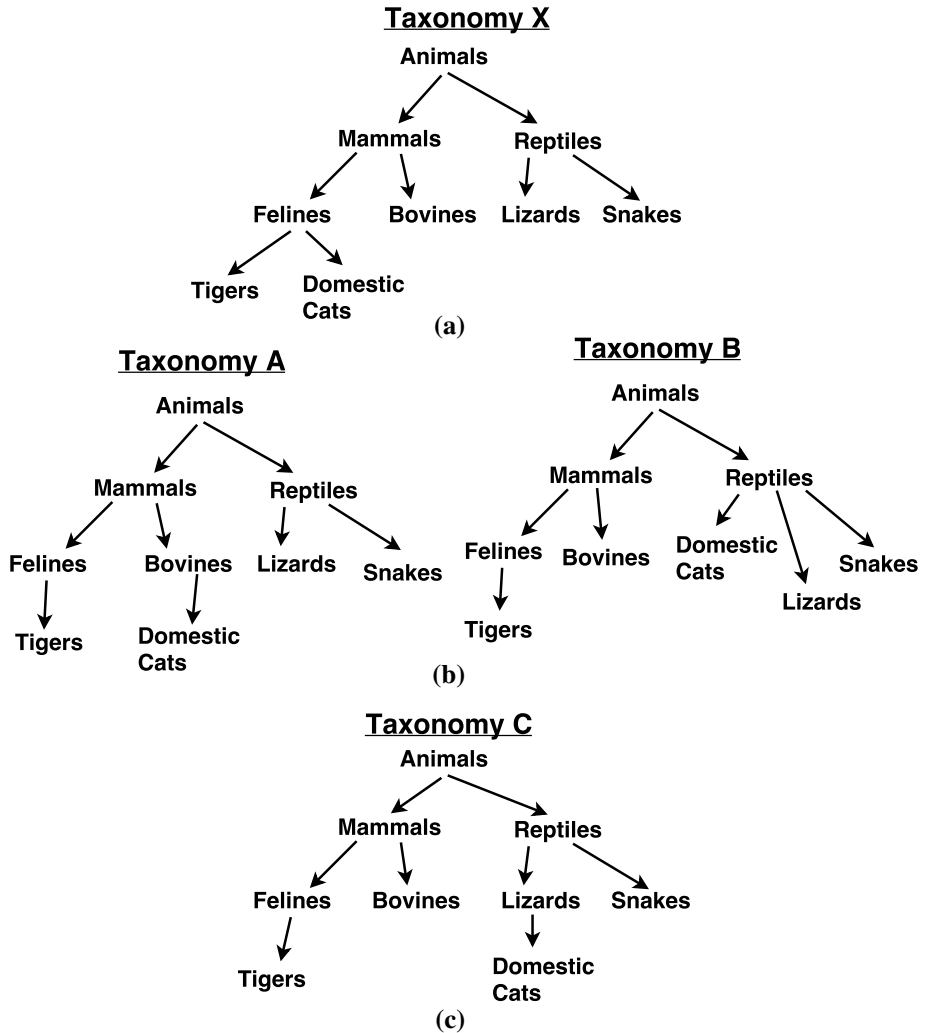 Taxonomy X
Animals
Mammals
Reptiles
Felines
Bovines
Lizards
Snakes
Tigers
Domestic
Cats
(a)
Taxonomy A
Animals
Mammals
Reptiles
Felines
Bovines
Lizards
Snakes
Tigers
Domestic
Cats
Taxonomy B
Animals
Mammals
Reptiles
Felines
Bovines
Domestic
Cats
Snakes
Lizards
Tigers
(b)
Taxonomy C
Animals
Mammals
Reptiles
Felines
Bovines
Lizards
Snakes
Tigers
Domestic
Cats
(c)